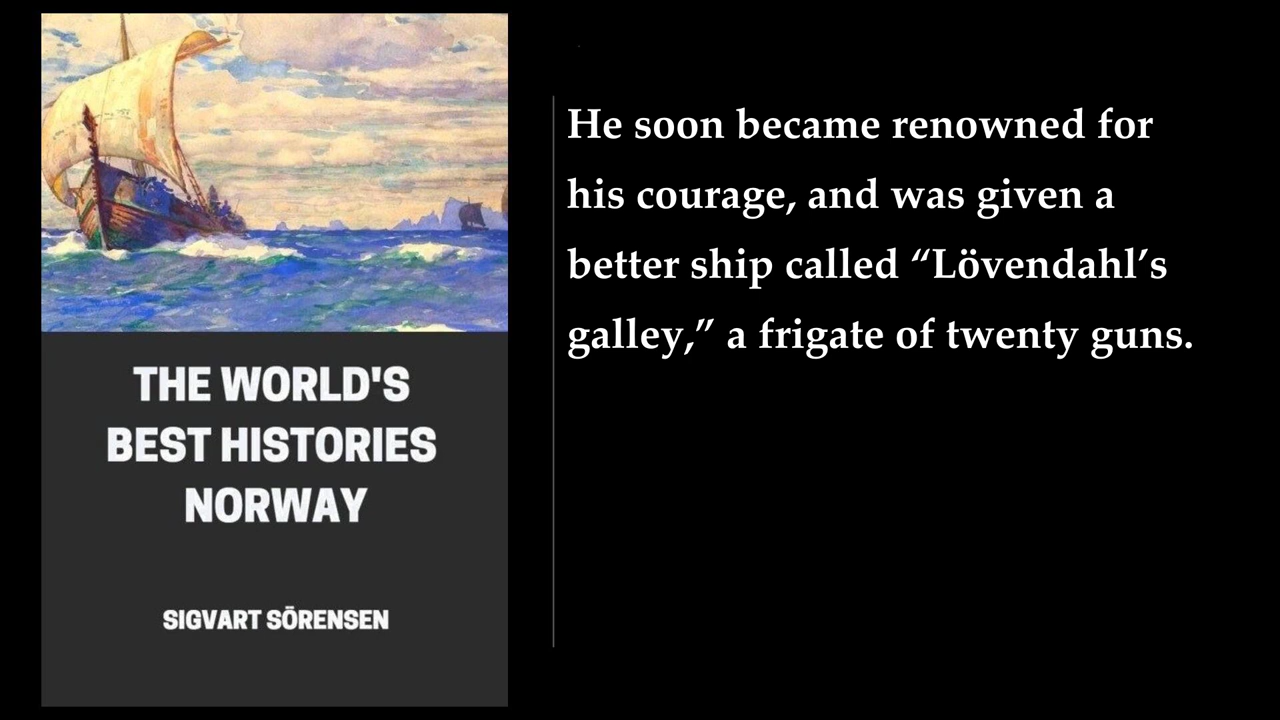 THE WORLD'S
BEST HISTORIES
NORWAY
SIGVART SÖRENSEN
He soon became renowned for
his courage, and was given a
better ship called “Lövendahl’s
galley,” a frigate of twenty guns.